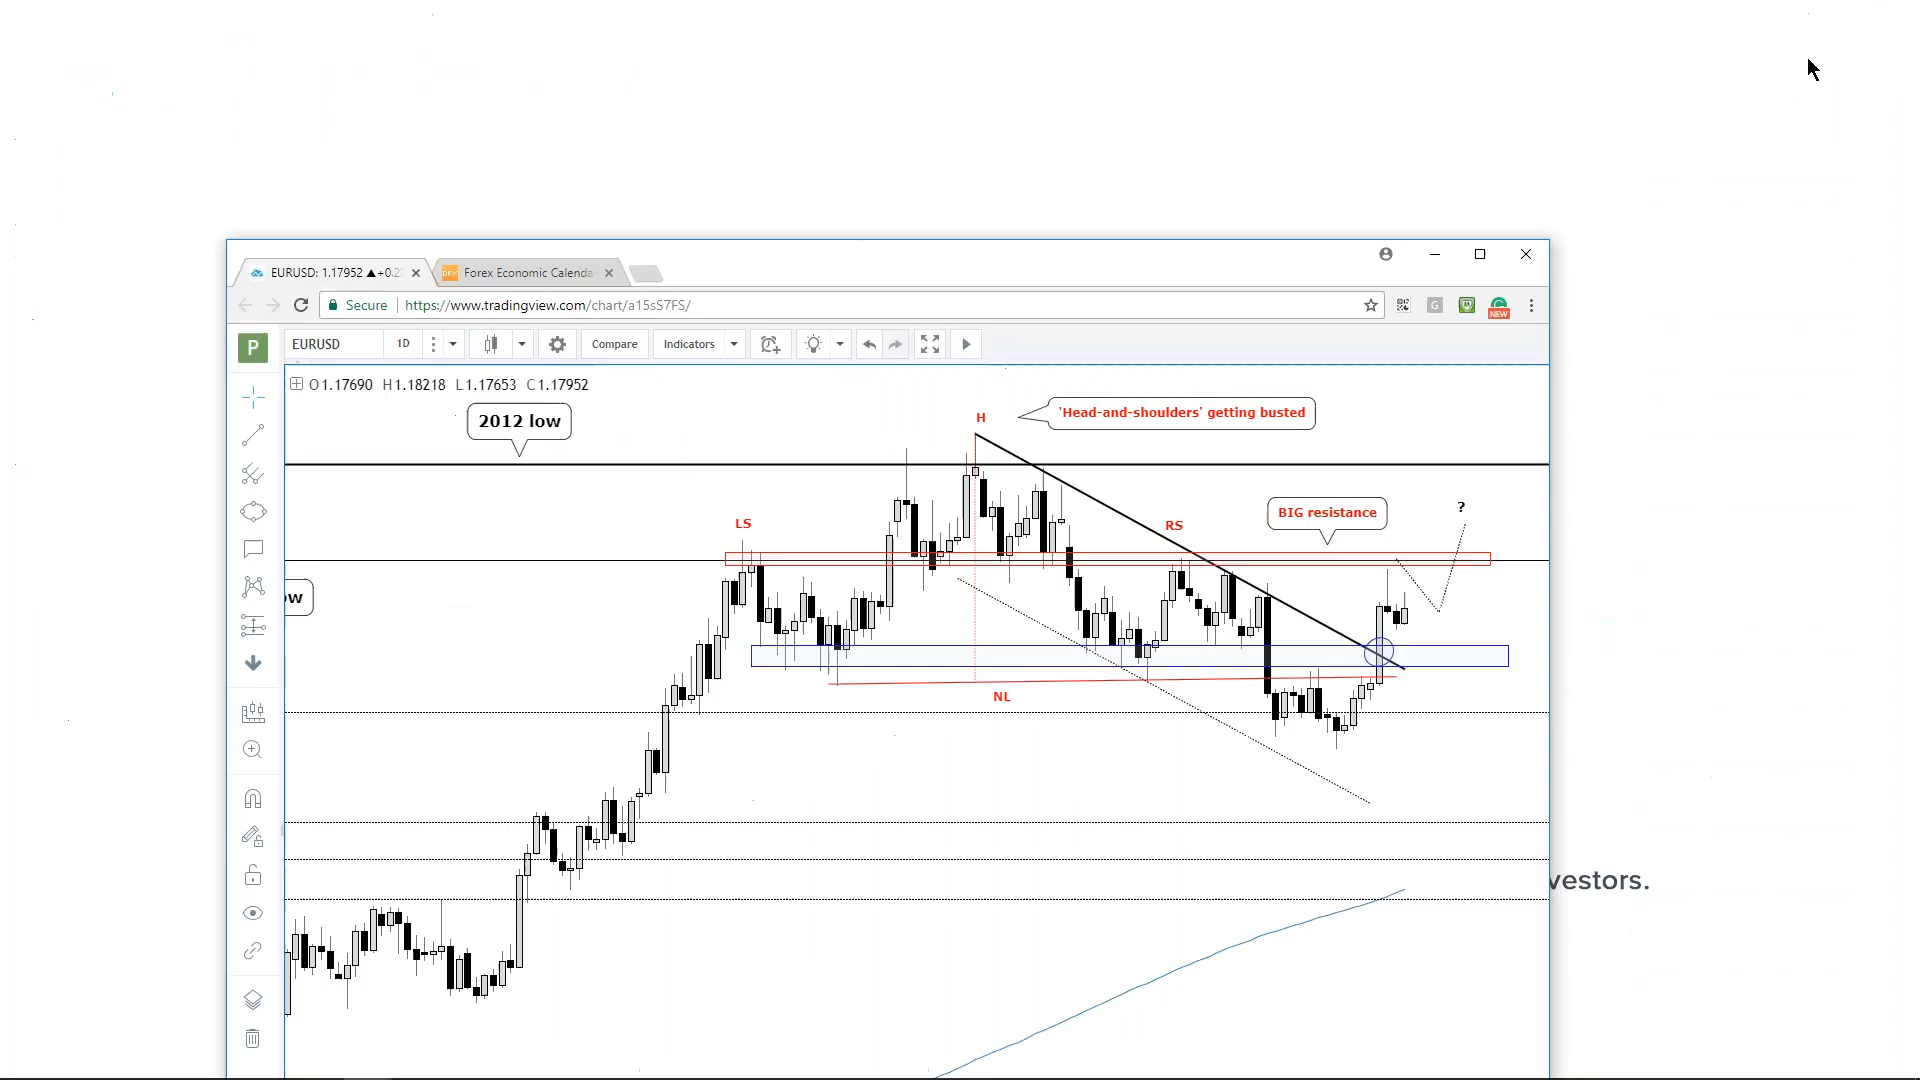 EURUSD: 1.17952 ▲+0.2
Forex Economic Calenda
Secure
https://www.tradingview.com/chart/a15sS7FS/
NEW
P
EURUSD
1D
Compare
Indicators
O1.17690 H1.18218 L1.17653 C1.17952
2012 low
H
'Head-and-shoulders' getting busted
BIG resistance
?
LS
RS
ow
NL
vestors.